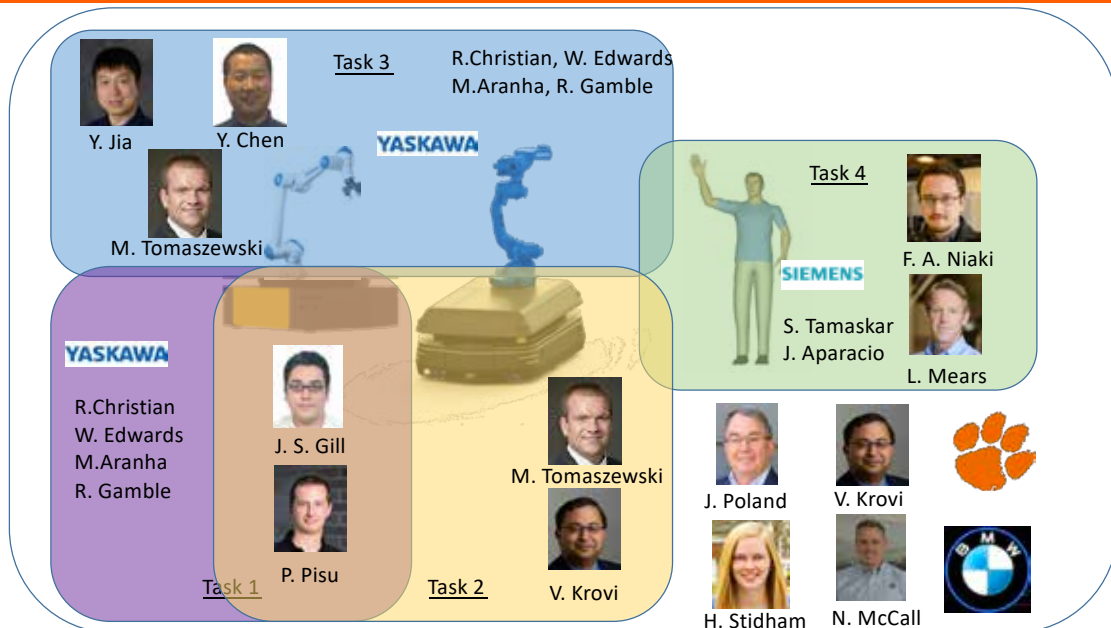 Task 3
R.Christian, W. Edwards
M.Aranha, R. Gamble
Y. Jia
Y. Chen
YASKAWA
M. Tomaszewski
Task 4
F. A. Niaki
SIEMENS
S. Tamaskar
J. Aparacio
L. Mears
YASKAWA
R.Christian
W. Edwards
M.Aranha
R. Gamble
J. S. Gill
P. Pisu
Task 1
M. Tomaszewski
V. Krovi
Task 2
J. Poland
V. Krovi
H. Stidham
N. McCall
BMW